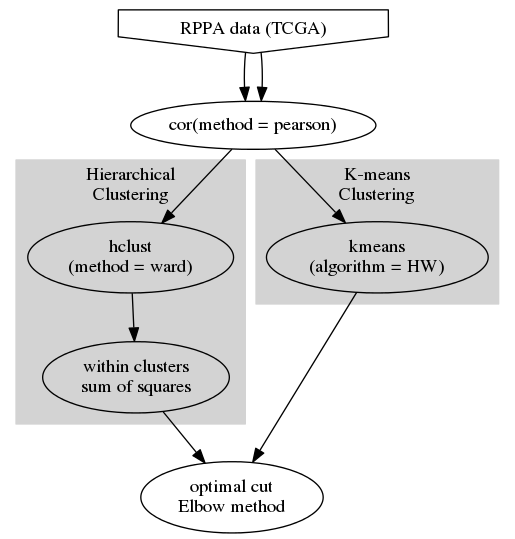 RPPA data (TCGA)
cor(method = pearson)
Hierarchical
Clustering
K-means
Clustering
hclust
(method = ward)
kmeans
(algorithm = HW)
within clusters
sum of squares
optimal cut
Elbow method